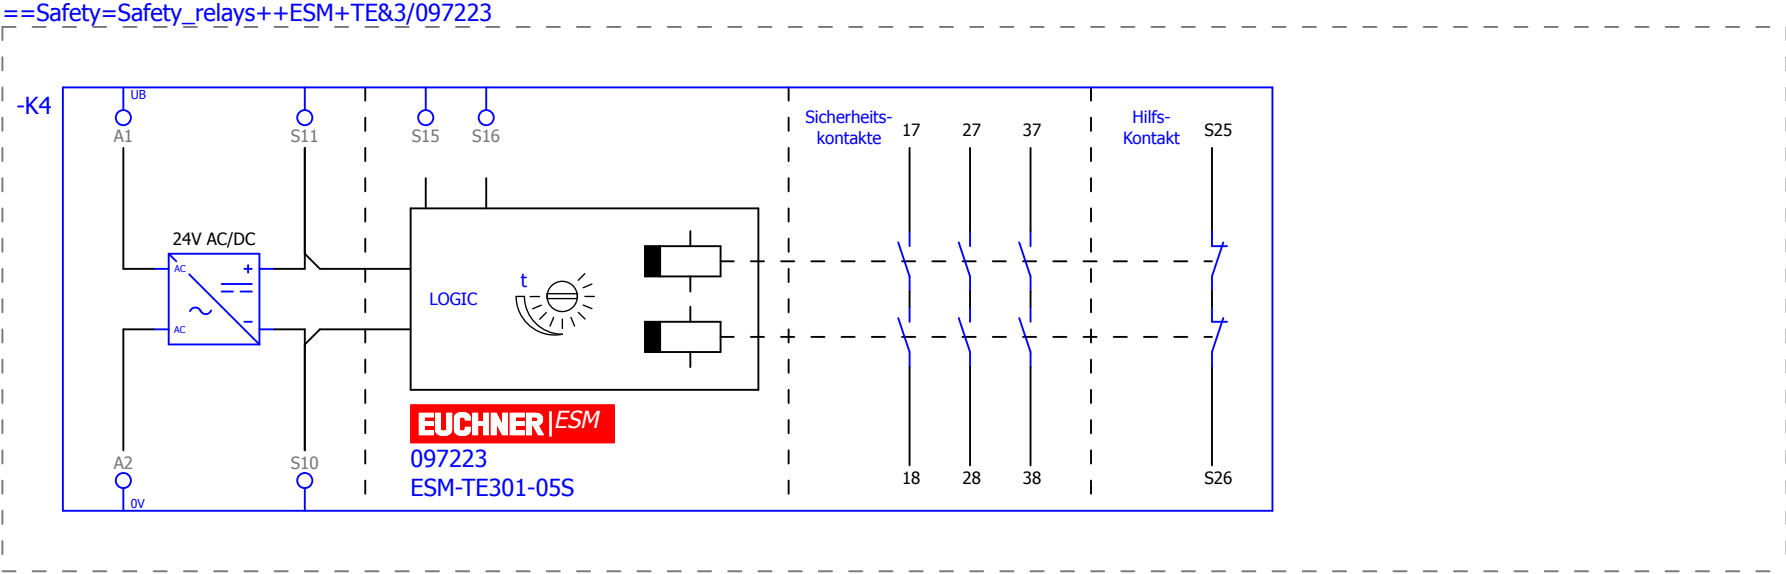 ==Safety=Safety_relays++ESM+TE&3/097223
-K4
UB
A1
S11
S15
S16
Sicherheits-
kontakte
17
27
37
Hilfs-
Kontakt
S25
24V AC/DC
AC
+
AC
-
LOGIC
t
EUCHNER|ESM
097223
ESM-TE301-05S
A2
0V
S10
18
28
38
S26